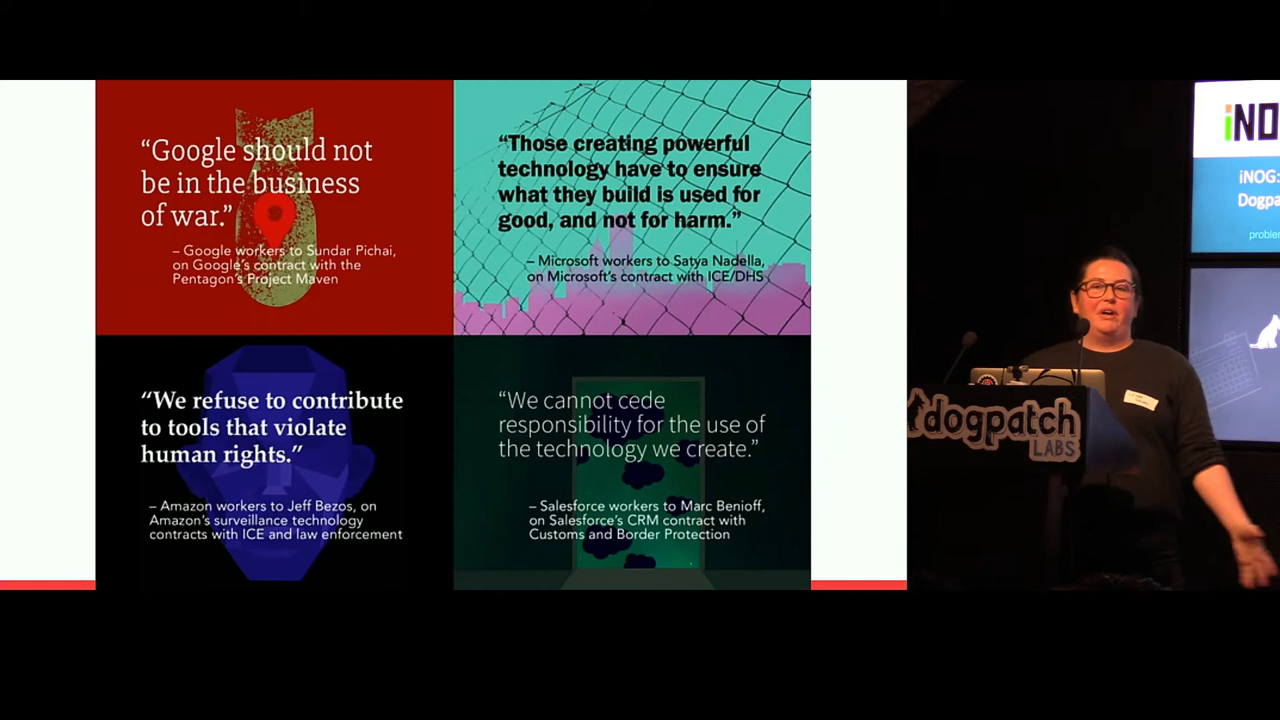 “Google should not
be in the business
of war.”
– Google workers to Sundar Pichai,
on Google’s contract with the
Pentagon’s Project Maven
“Those creating powerful
technology have to ensure
what they build is used for
good, and not for harm.”
– Microsoft workers to Satya Nadella,
on Microsoft’s contract with ICE/DHS
“We refuse to contribute
to tools that violate
human rights.”
– Amazon workers to Jeff Bezos, on
Amazon’s surveillance technology
contracts with ICE and law enforcement
“We cannot cede
responsibility for the use of
the technology we create.”
– Salesforce workers to Marc Benioff,
on Salesforce’s CRM contract with
Customs and Border Protection
iNO
iNOG:
Dogpa
problem
dogpatch
LABS